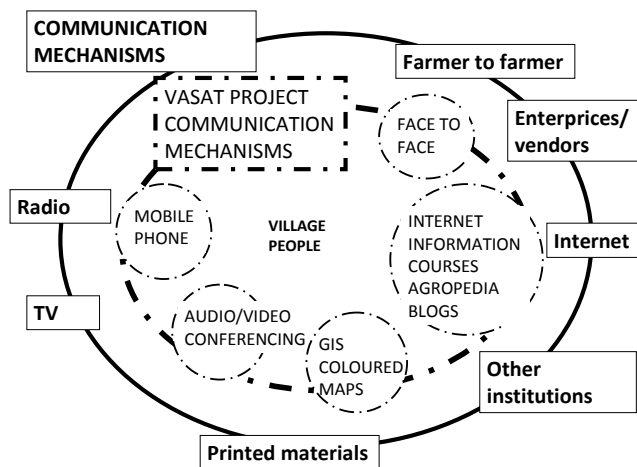 COMMUNICATION
MECHANISMS
Farmer to farmer
VASAT PROJECT
COMMUNICATION
MECHANISMS
FACE TO
FACE
Enterprices/
vendors
Radio
MOBILE
PHONE
VILLAGE
PEOPLE
INTERNET
INFORMATION
COURSES
AGROPEDIA
BLOGS
Internet
TV
AUDIO/VIDEO
CONFERENCING
GIS
COLOURED
MAPS
Other
institutions
Printed materials